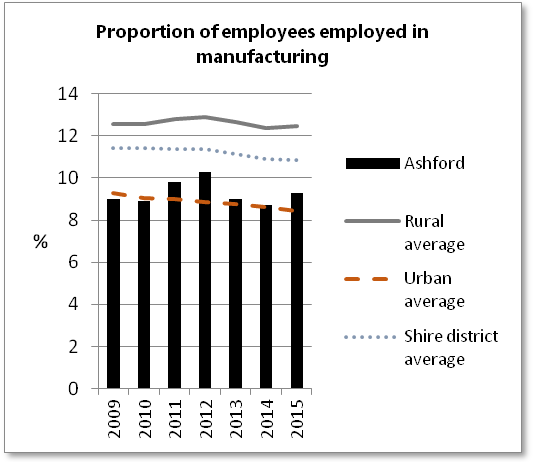 Proportion of employees employed in
manufacturing
14
12
10
8
6
4
2
0
%
2009
2010
2011
2012
2013
2014
2015
Ashford
Rural
average
Urban
average
Shire district
average